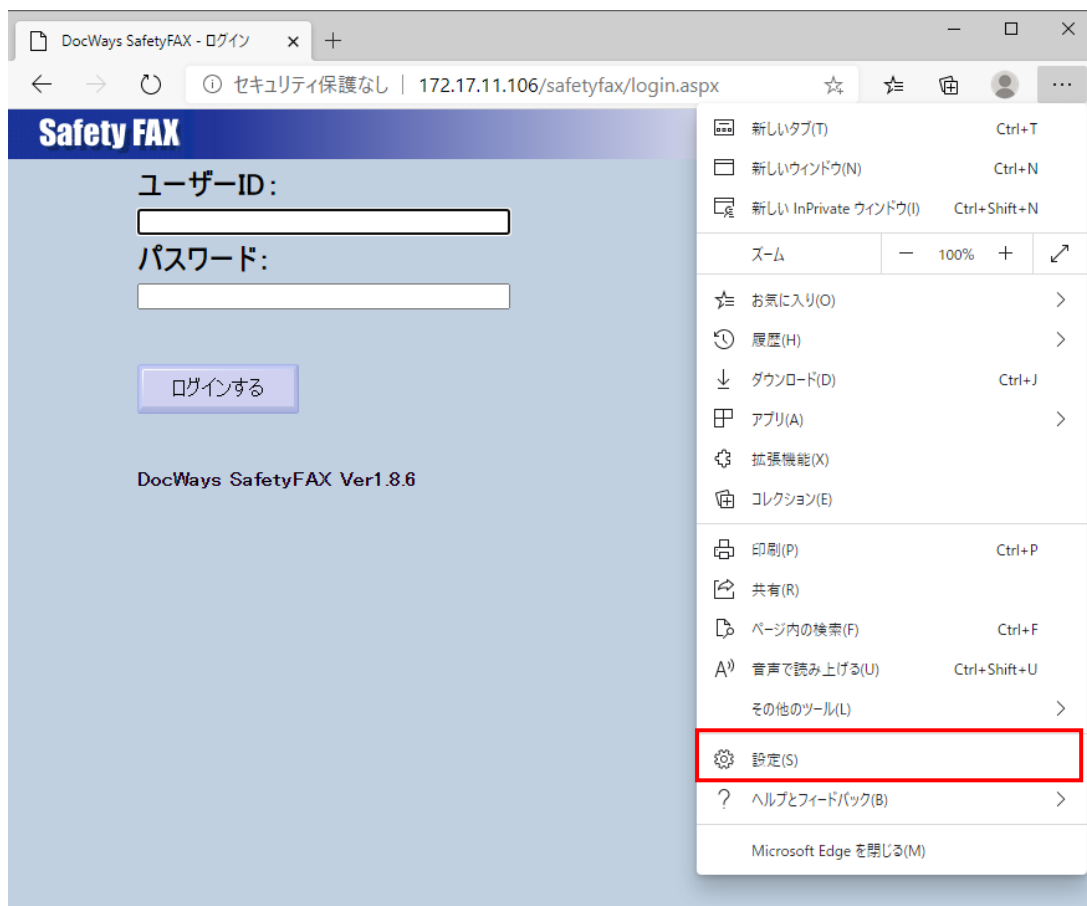 DocWays SafetyFAX - ログイン
セキュリティ保護なし | 172.17.11.106/safetyfax/login.aspx
Safety FAX
ユーザーID :
パスワード :
ログインする
DocWays SafetyFAX Ver1.8.6
新しいタブ(T) Ctrl+T
新しいウィンドウ(N) Ctrl+N
新しい InPrivate ウィンドウ(I) Ctrl+Shift+N
ズーム 100%
お気に入り(O)
履歴(H)
ダウンロード(D) Ctrl+J
アプリ(A)
拡張機能(X)
コレクション(E)
印刷(P) Ctrl+P
共有(R)
ページ内の検索(F) Ctrl+F
音声で読み上げる(U) Ctrl+Shift+U
その他のツール(L)
設定(S)
ヘルプとフィードバック(B)
Microsoft Edge を閉じる(M)